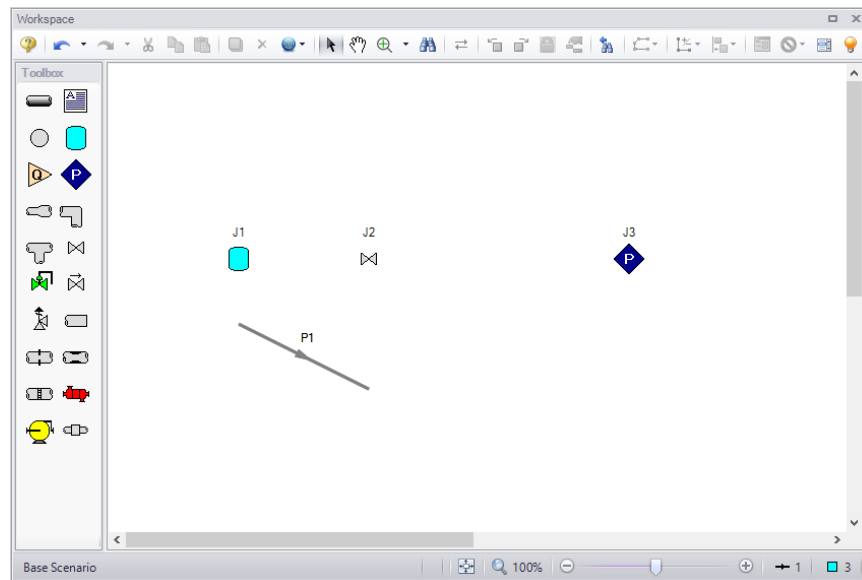 Workspace
Toolbox
A
Q
P
J1
J2
J3
P
P1
Base Scenario
100%
1
3